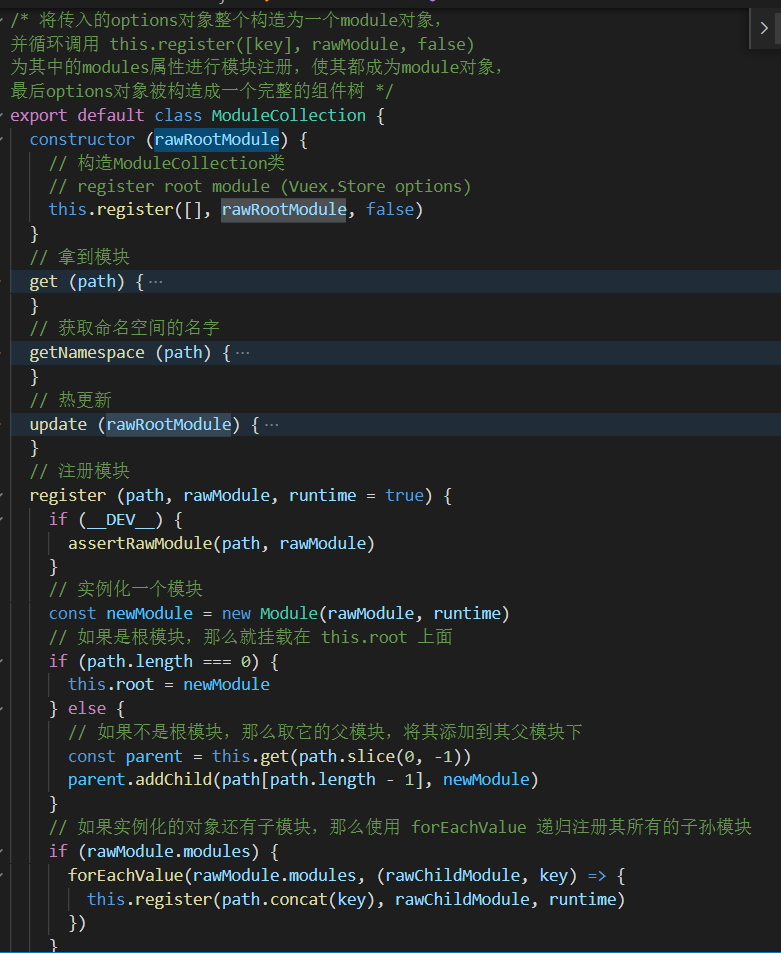 /* 将传入的options对象整个构造为一个module对象，
并循环调用 this.register([key], rawModule, false)
为其中的modules属性进行模块注册，使其都成为module对象，
最后options对象被构造成一个完整的组件树 */
export default class ModuleCollection {
constructor (rawRootModule) {
// 构造ModuleCollection类
// register root module (Vuex.Store options)
this.register([], rawRootModule, false)
}
// 拿到模块
get (path) {···
}
// 获取命名空间的名字
getNamespace (path) {···
}
// 热更新
update (rawRootModule) {···
}
// 注册模块
register (path, rawModule, runtime = true) {
if (__DEV__) {
assertRawModule(path, rawModule)
}
// 实例化一个模块
const newModule = new Module(rawModule, runtime)
// 如果是根模块，那么就挂载在 this.root 上面
if (path.length === 0) {
this.root = newModule
} else {
// 如果不是根模块，那么取它的父模块，将其添加到其父模块下
const parent = this.get(path.slice(0, -1))
parent.addChild(path[path.length - 1], newModule)
}
// 如果实例化的对象还有子模块，那么使用 forEachValue 递归注册其所有的子孙模块
if (rawModule.modules) {
forEachValue(rawModule.modules, (rawChildModule, key) => {
this.register(path.concat(key), rawChildModule, runtime)
})
}